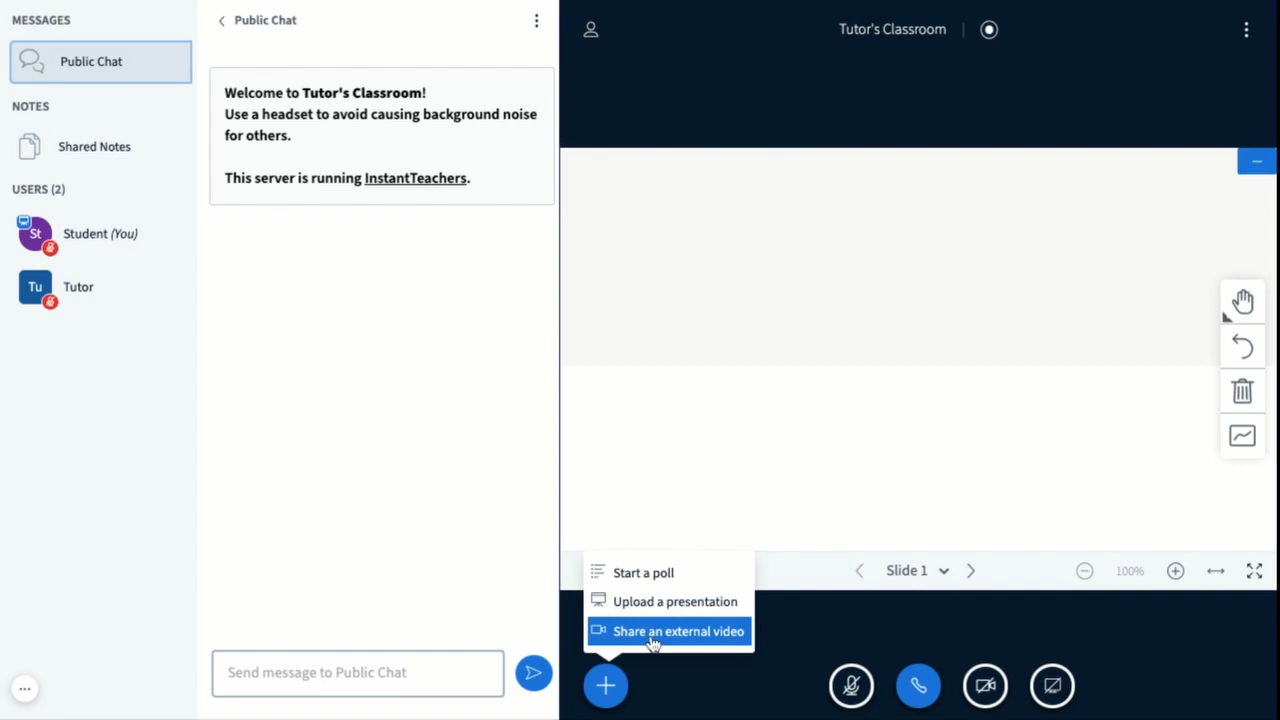 MESSAGES
Public Chat
NOTES
Shared Notes
USERS (2)
St
Student (You)
Tu
Tutor
Public Chat
Welcome to Tutor's Classroom!
Use a headset to avoid causing background noise
for others.
This server is running InstantTeachers.
Send message to Public Chat
Tutor's Classroom
Slide 1
100%
Start a poll
Upload a presentation
Share an external video